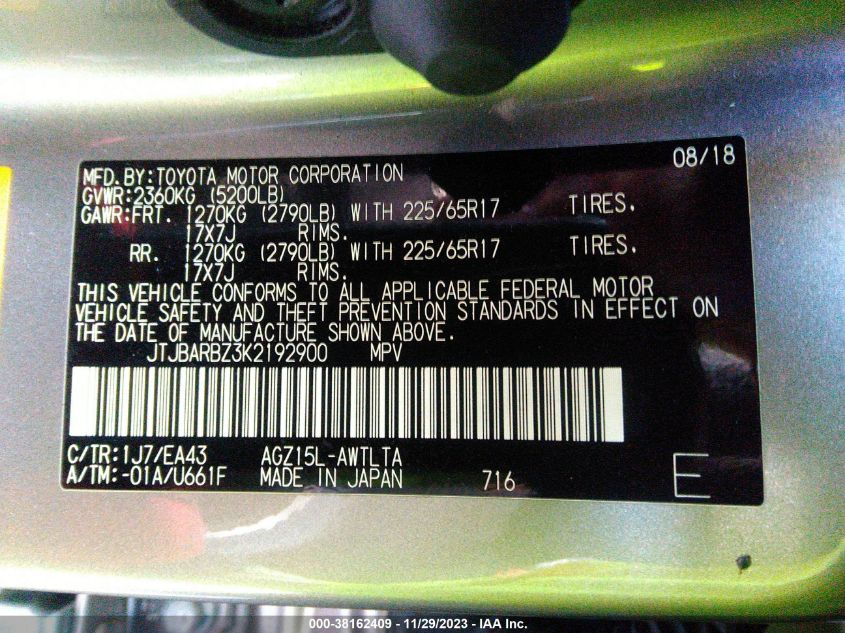 MFD.BY:TOYOTA MOTOR CORPORATION 08/18
GVWR:2360KG (5200LB)
GAWR:FRT. 1270KG (2790LB) WITH 225/65R17 TIRES.
17X7J RIMS.
RR. 1270KG (2790LB) WITH 225/65R17 TIRES.
17X7J RIMS.
THIS VEHICLE CONFORMS TO ALL APPLICABLE FEDERAL MOTOR
VEHICLE SAFETY AND THEFT PREVENTION STANDARDS IN EFFECT ON
THE DATE OF MANUFACTURE SHOWN ABOVE.
JTJBARBZ3K2192900 MPV
C/TR:1J7/EA43 AGZ15L-AWTLTA
A/TM:-01A/U661F MADE IN JAPAN 716 E
000-38162409 - 11/29/2023 - IAA Inc.